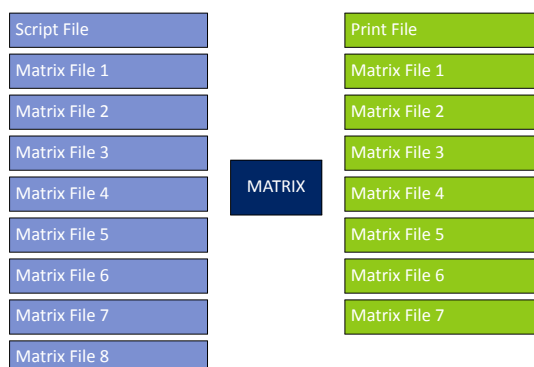 Script File
Matrix File 1
Matrix File 2
Matrix File 3
Matrix File 4
Matrix File 5
Matrix File 6
Matrix File 7
Matrix File 8
MATRIX
Print File
Matrix File 1
Matrix File 2
Matrix File 3
Matrix File 4
Matrix File 5
Matrix File 6
Matrix File 7